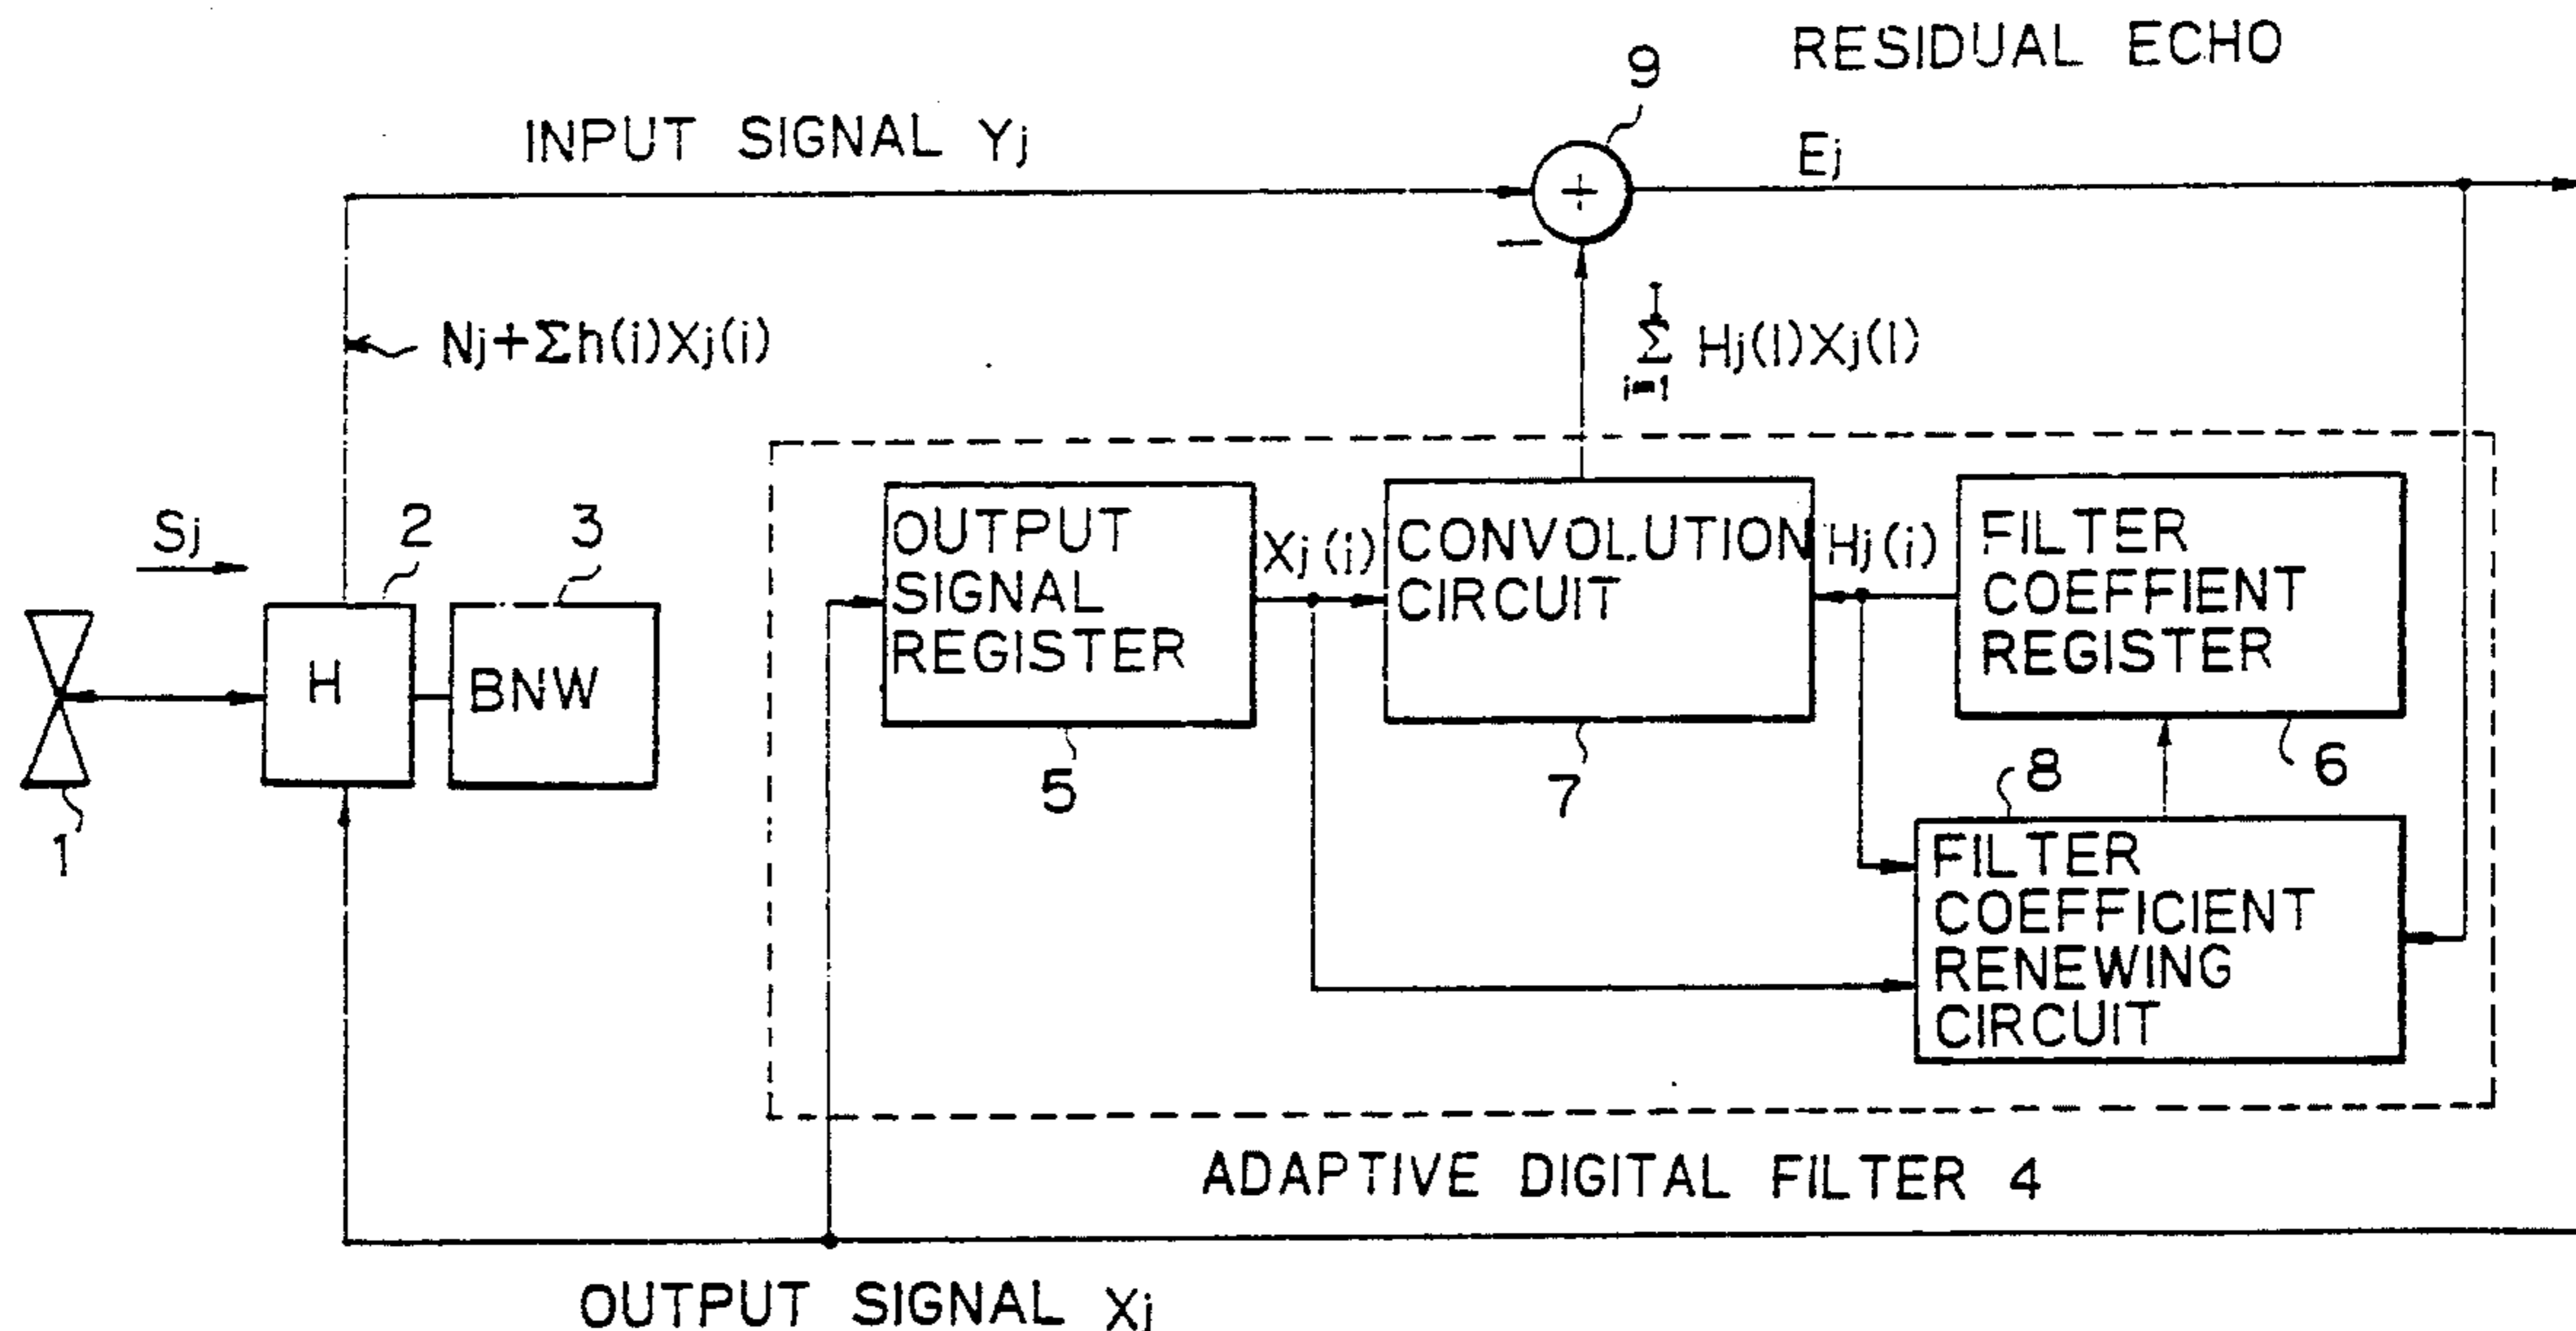 RESIDUAL ECHO
9
INPUT SIGNAL Yj
Ej
Nj+Σh(i)Xj(i)
I
Σ Hj(I)Xj(I)
i=1
Sj
2
3
H
BNW
1
OUTPUT
SIGNAL
REGISTER
5
Xj(i)
CONVOLUTION
CIRCUIT
7
Hj(i)
FILTER
COEFFIENT
REGISTER
6
8
FILTER
COEFFICIENT
RENEWING
CIRCUIT
ADAPTIVE DIGITAL FILTER 4
OUTPUT SIGNAL Xj